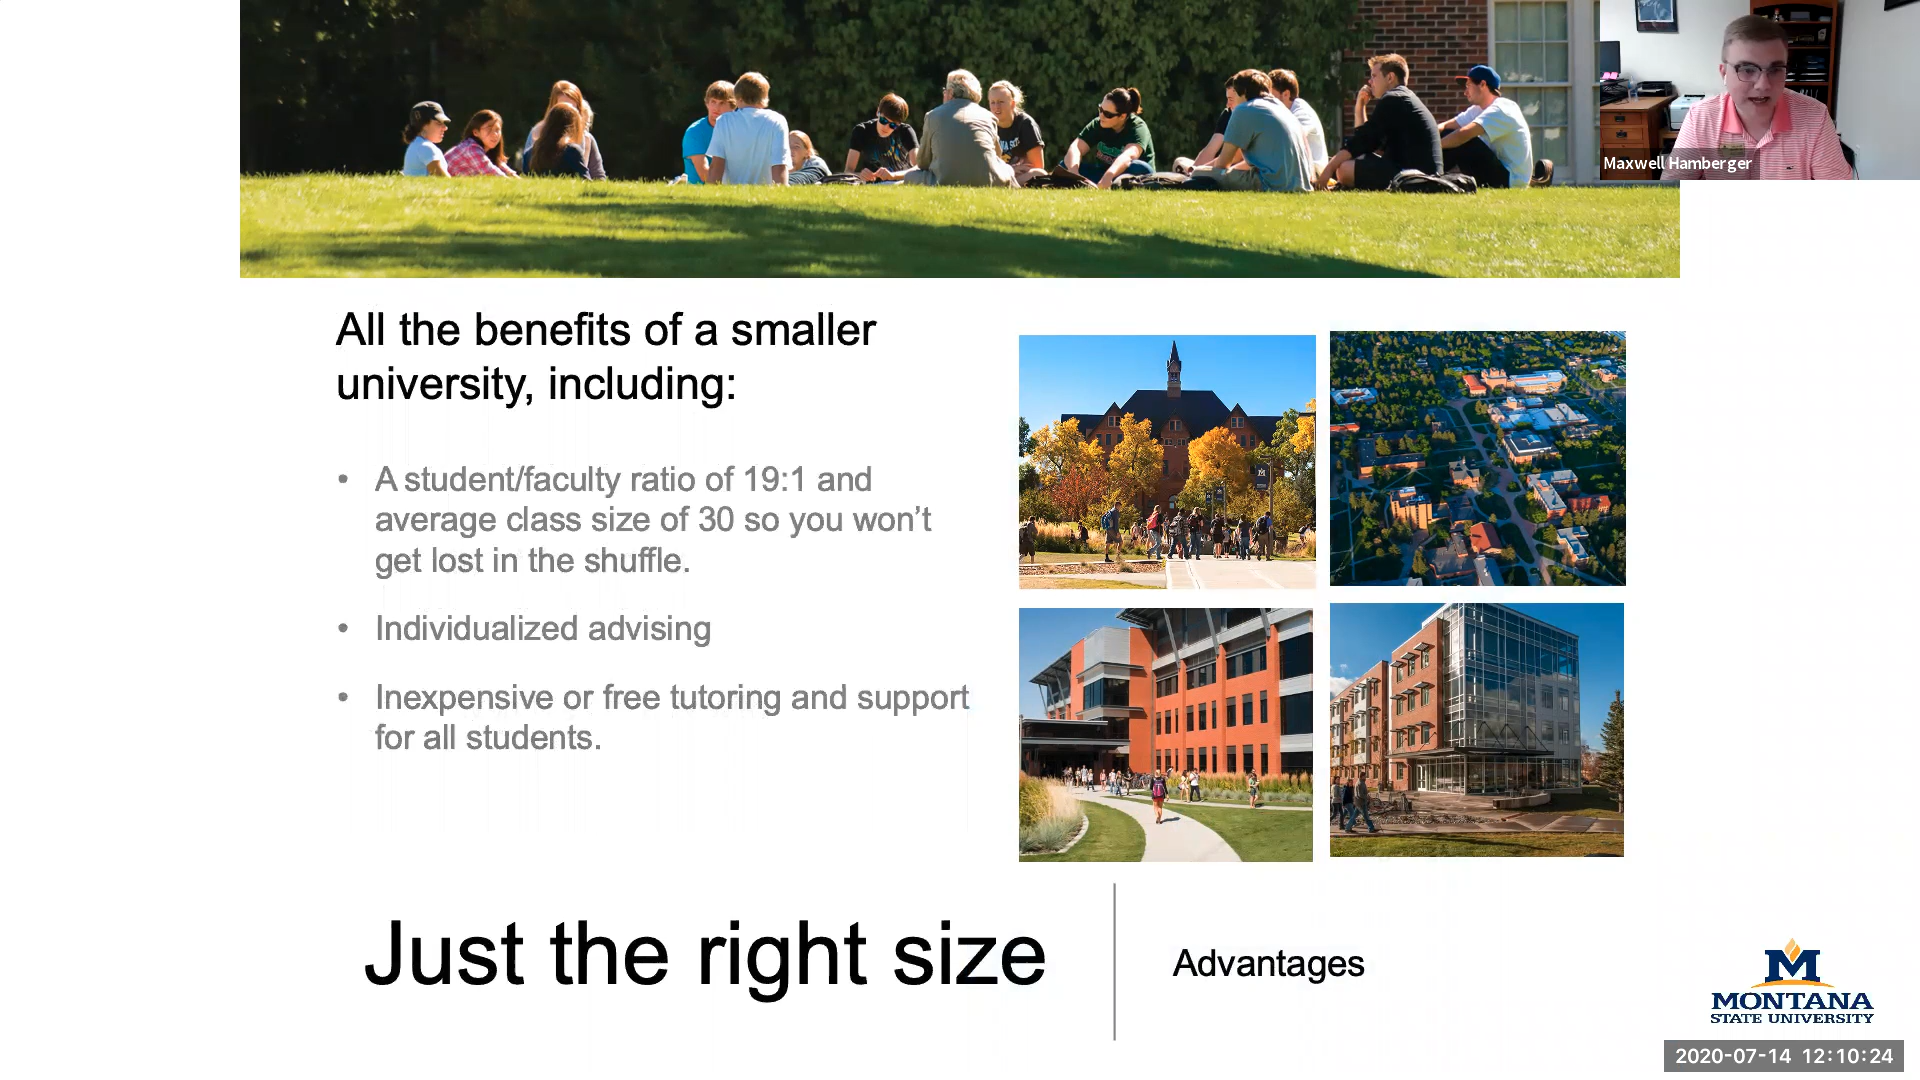 Maxwell Hamberger
All the benefits of a smaller
university, including:
• A student/faculty ratio of 19:1 and
average class size of 30 so you won’t
get lost in the shuffle.
• Individualized advising
• Inexpensive or free tutoring and support
for all students.
Just the right size
Advantages
M
MONTANA
STATE UNIVERSITY
2020-07-14 12:10:24